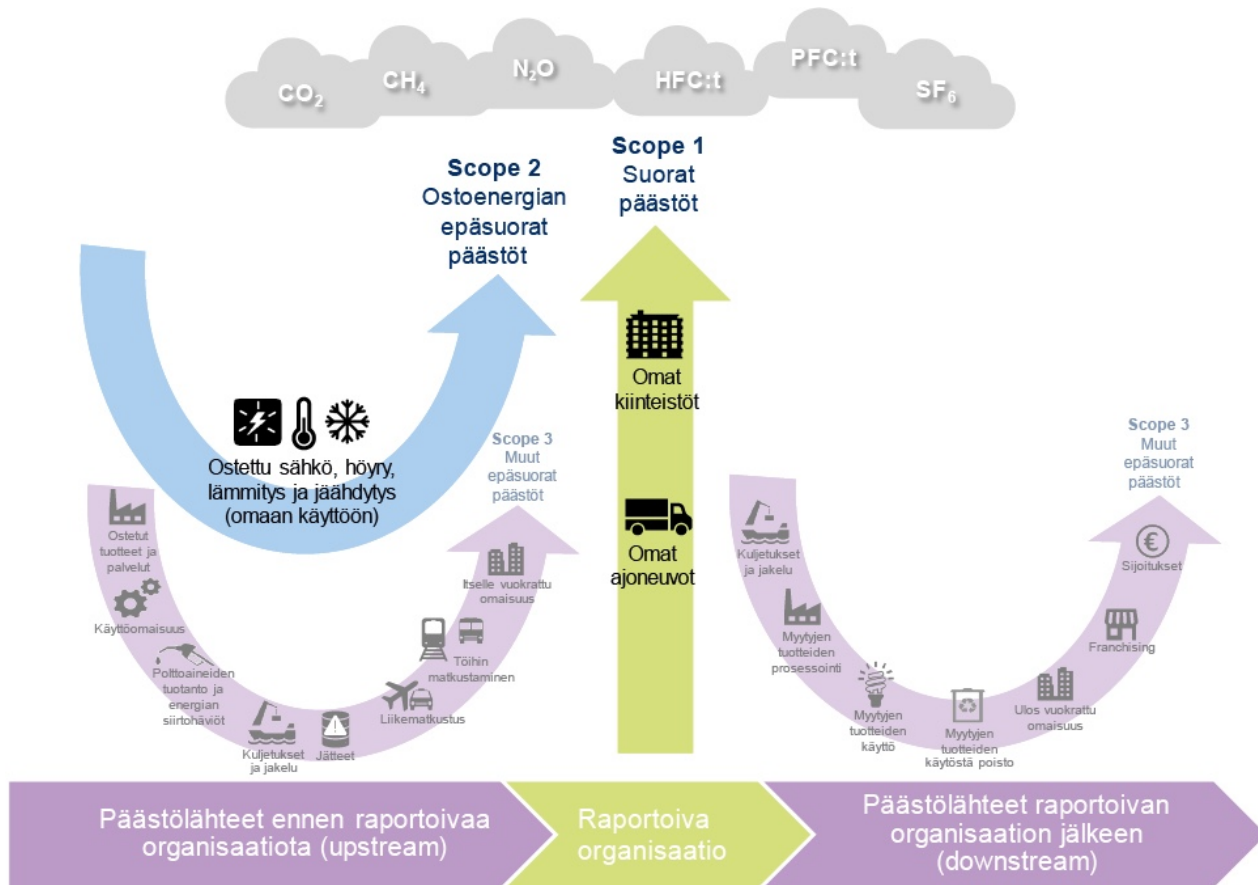 CO₂
CH₄
N₂O
HFC:t
PFC:t
SF₆
Scope 2
Ostoenergian
epäsuorat
päästöt
Scope 1
Suorat
päästöt
Ostettu sähkö, höyry,
lämmitys ja jäähdytys
(omaan käyttöön)
Omat
kiinteistöt
Omat
ajoneuvot
Scope 3
Muut
epäsuorat
päästöt
Ostetut
tuotteet ja
palvelut
Käyttöomaisuus
Polttoaineiden
tuotanto ja
energian
siirtohäviöt
Kuljetukset
ja jakelu
Jätteet
Liikematkustus
Töihin
matkustaminen
Itselle vuokrattu
omaisuus
Scope 3
Muut
epäsuorat
päästöt
Kuljetukset
ja jakelu
Myytyjen
tuotteiden
prosessointi
Myytyjen
tuotteiden
käyttö
Myytyjen
tuotteiden
käytöstä poisto
Ulos vuokrattu
omaisuus
Franchising
€
Sijoitukset
Päästölähteet ennen raportoivaa
organisaatiota (upstream)
Raportoiva
organisaatio
Päästölähteet raportoivan
organisaation jälkeen
(downstream)